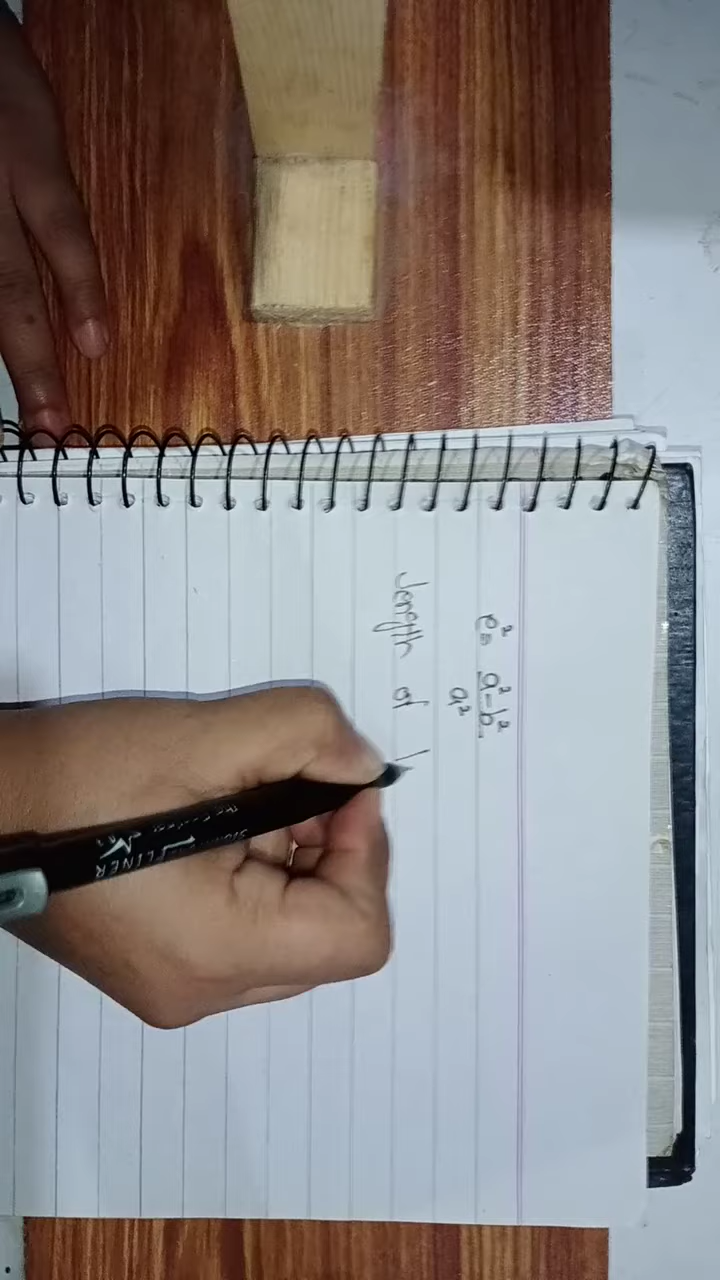 e² = a² - b² / a²
Length of
LINER